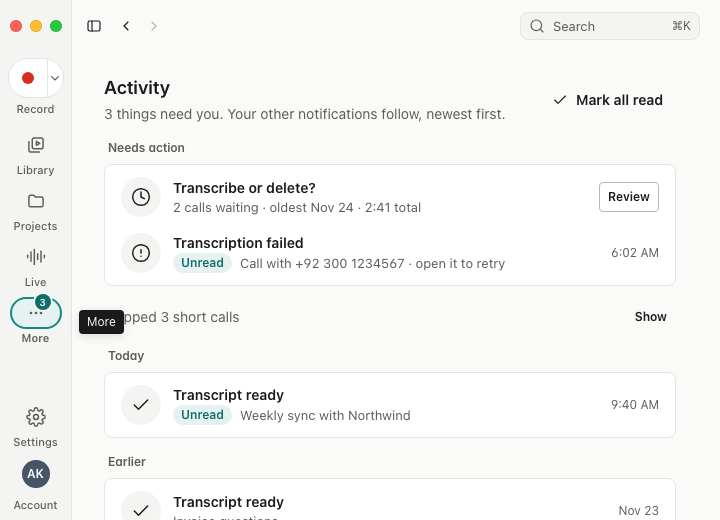 Search ⌘K
Record
Library
Projects
Live
3
More
Settings
AK
Account
Activity
3 things need you. Your other notifications follow, newest first.
Mark all read
Needs action
Transcribe or delete?
2 calls waiting · oldest Nov 24 · 2:41 total
Review
Transcription failed
Unread Call with +92 300 1234567 · open it to retry
6:02 AM
More
3 short calls
Show
Today
Transcript ready
Unread Weekly sync with Northwind
9:40 AM
Earlier
Transcript ready
Nov 23